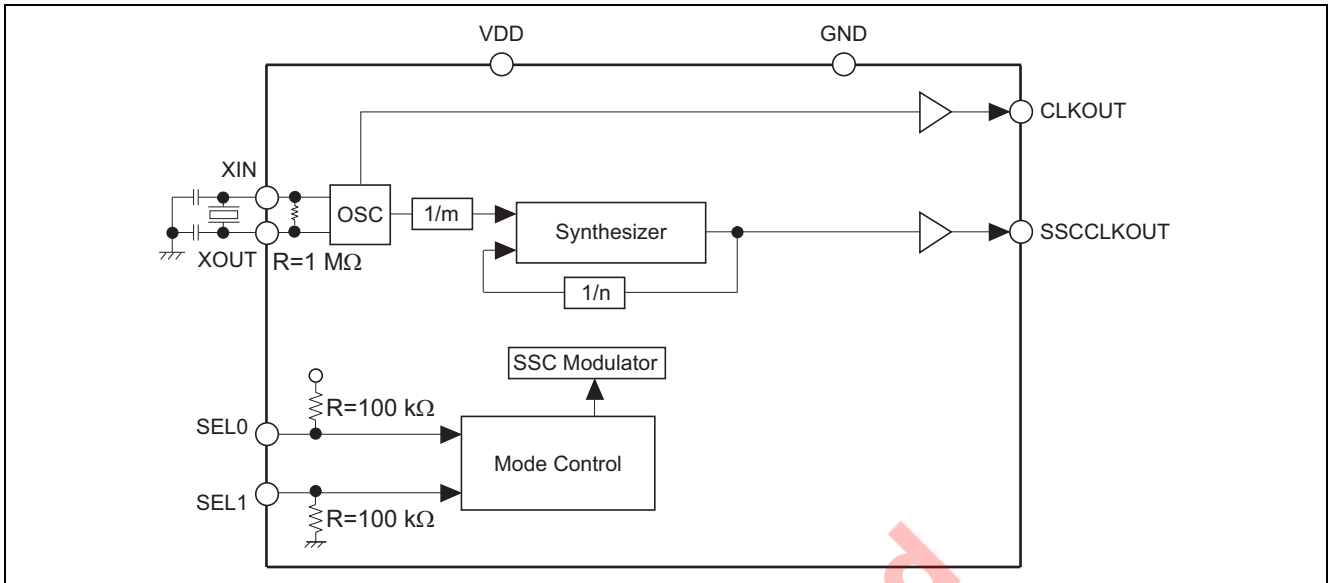 VDD
GND
CLKOUT
XIN
OSC
1/m
Synthesizer
SSCCLKOUT
XOUT
R=1 MΩ
1/n
SSC Modulator
R=100 kΩ
SEL0
Mode Control
SEL1
R=100 kΩ